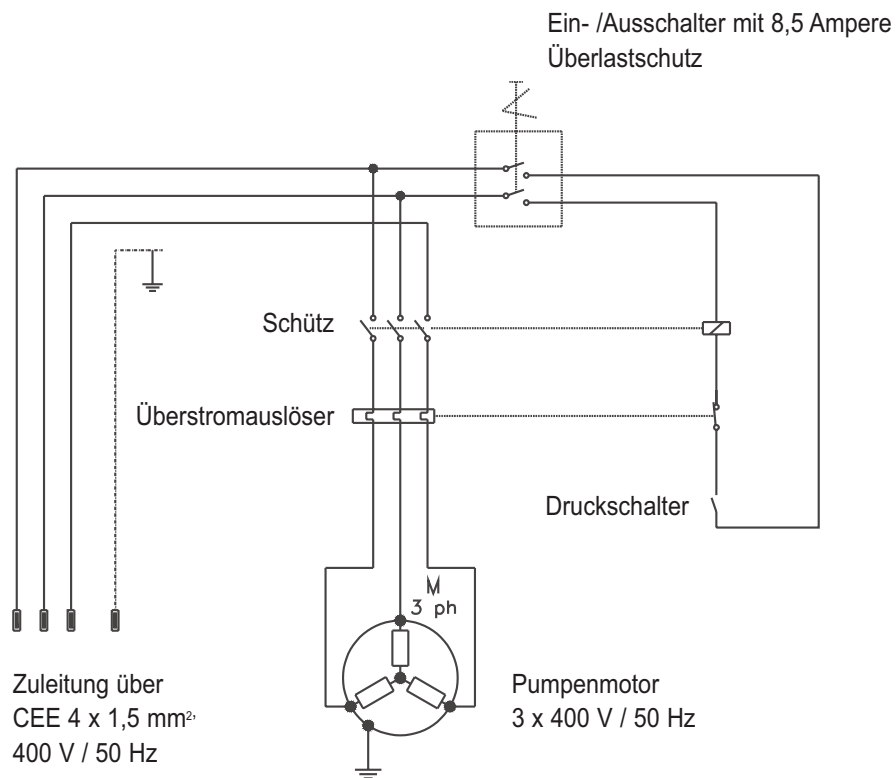 Ein- /Ausschalter mit 8,5 Ampere
Überlastschutz
Schütz
Überstromauslöser
Druckschalter
M
3 ph
Zuleitung über
CEE 4 x 1,5 mm²,
400 V / 50 Hz
Pumpenmotor
3 x 400 V / 50 Hz